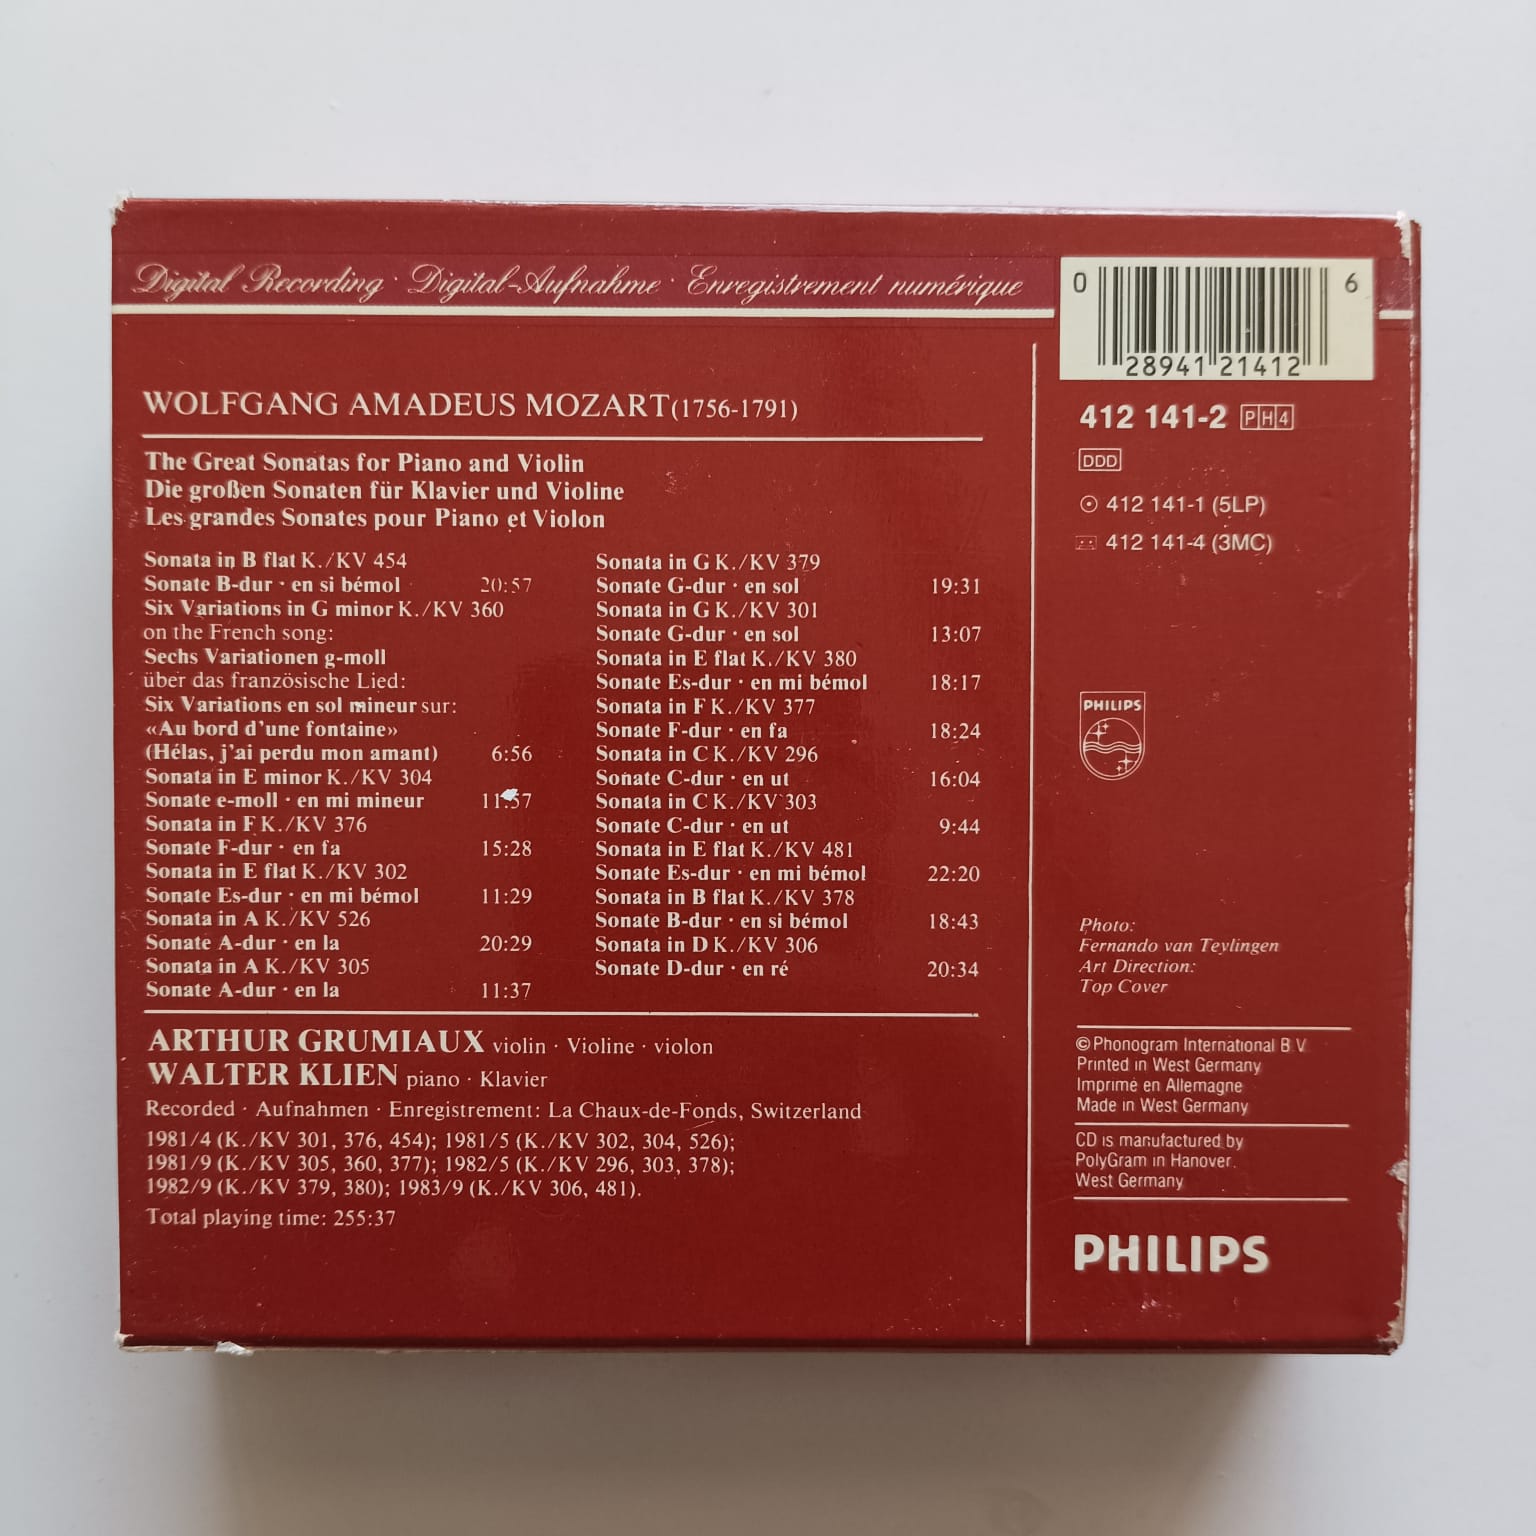 Digital Recording · Digital-Aufnahme · Enregistrement numérique
0 28941 21412 6
WOLFGANG AMADEUS MOZART (1756-1791)
The Great Sonatas for Piano and Violin
Die großen Sonaten für Klavier und Violine
Les grandes Sonates pour Piano et Violon
Sonata in B flat K./KV 454
Sonate B-dur · en si bémol 20:57
Six Variations in G minor K./KV 360
on the French song:
Sechs Variationen g-moll
über das französische Lied:
Six Variations en sol mineur sur:
«Au bord d'une fontaine»
(Hélas, j'ai perdu mon amant) 6:56
Sonata in E minor K./KV 304
Sonate e-moll · en mi mineur 11:57
Sonata in F K./KV 376
Sonate F-dur · en fa 15:28
Sonata in E flat K./KV 302
Sonate Es-dur · en mi bémol 11:29
Sonata in A K./KV 526
Sonate A-dur · en la 20:29
Sonata in A K./KV 305
Sonate A-dur · en la 11:37
Sonata in G K./KV 379
Sonate G-dur · en sol 19:31
Sonata in G K./KV 301
Sonate G-dur · en sol 13:07
Sonata in E flat K./KV 380
Sonate Es-dur · en mi bémol 18:17
Sonata in F K./KV 377
Sonate F-dur · en fa 18:24
Sonata in C K./KV 296
Sonate C-dur · en ut 16:04
Sonata in C K./KV 303
Sonate C-dur · en ut 9:44
Sonata in E flat K./KV 481
Sonate Es-dur · en mi bémol 22:20
Sonata in B flat K./KV 378
Sonate B-dur · en si bémol 18:43
Sonata in D K./KV 306
Sonate D-dur · en ré 20:34
ARTHUR GRUMIAUX violin · Violine · violon
WALTER KLIEN piano · Klavier
Recorded · Aufnahmen · Enregistrement: La Chaux-de-Fonds, Switzerland
1981/4 (K./KV 301, 376, 454); 1981/5 (K./KV 302, 304, 526);
1981/9 (K./KV 305, 360, 377); 1982/5 (K./KV 296, 303, 378);
1982/9 (K./KV 379, 380); 1983/9 (K./KV 306, 481).
Total playing time: 255:37
412 141-2 PH4
DDD
412 141-1 (5LP)
412 141-4 (3MC)
PHILIPS
Photo:
Fernando van Teylingen
Art Direction:
Top Cover
© Phonogram International B.V.
Printed in West Germany
Imprimé en Allemagne
Made in West Germany
CD is manufactured by
PolyGram in Hanover,
West Germany
PHILIPS